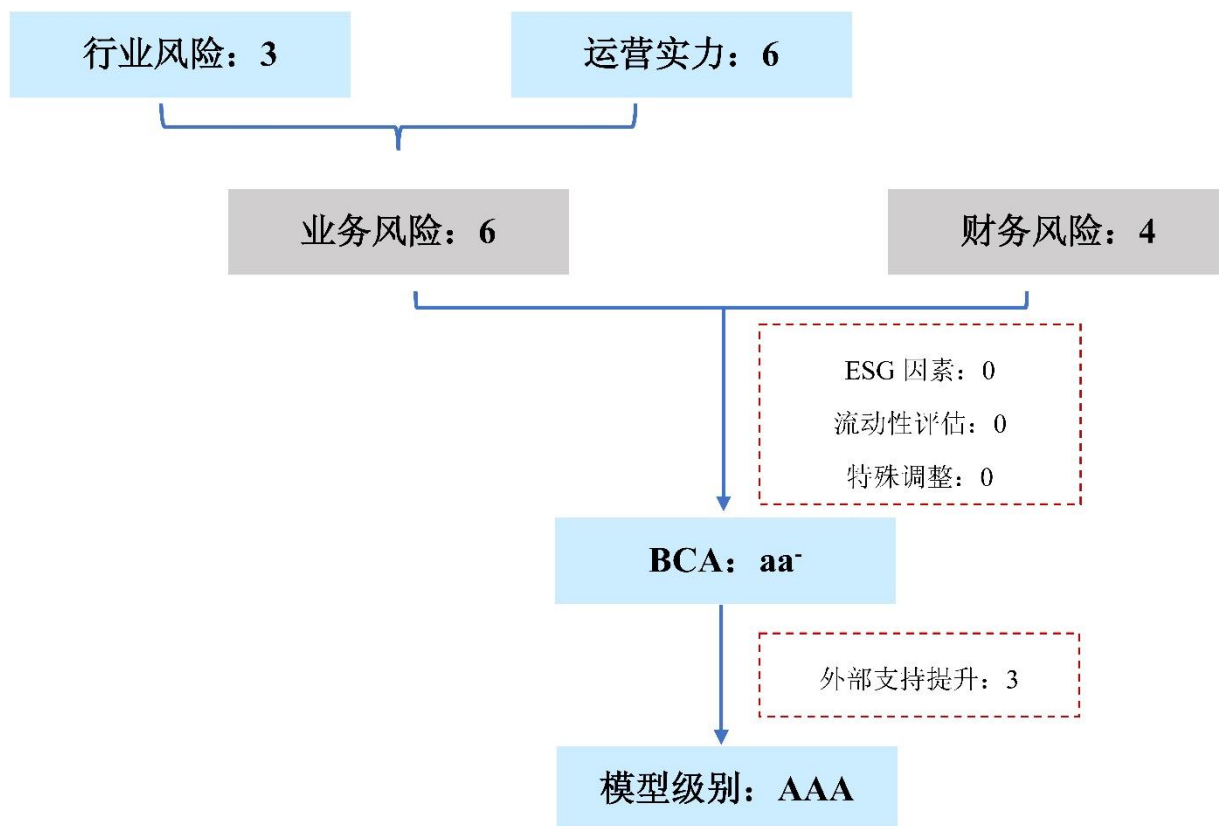 行业风险：3
运营实力：6
业务风险：6
财务风险：4
ESG 因素：0
流动性评估：0
特殊调整：0
BCA：aa-
外部支持提升：3
模型级别：AAA